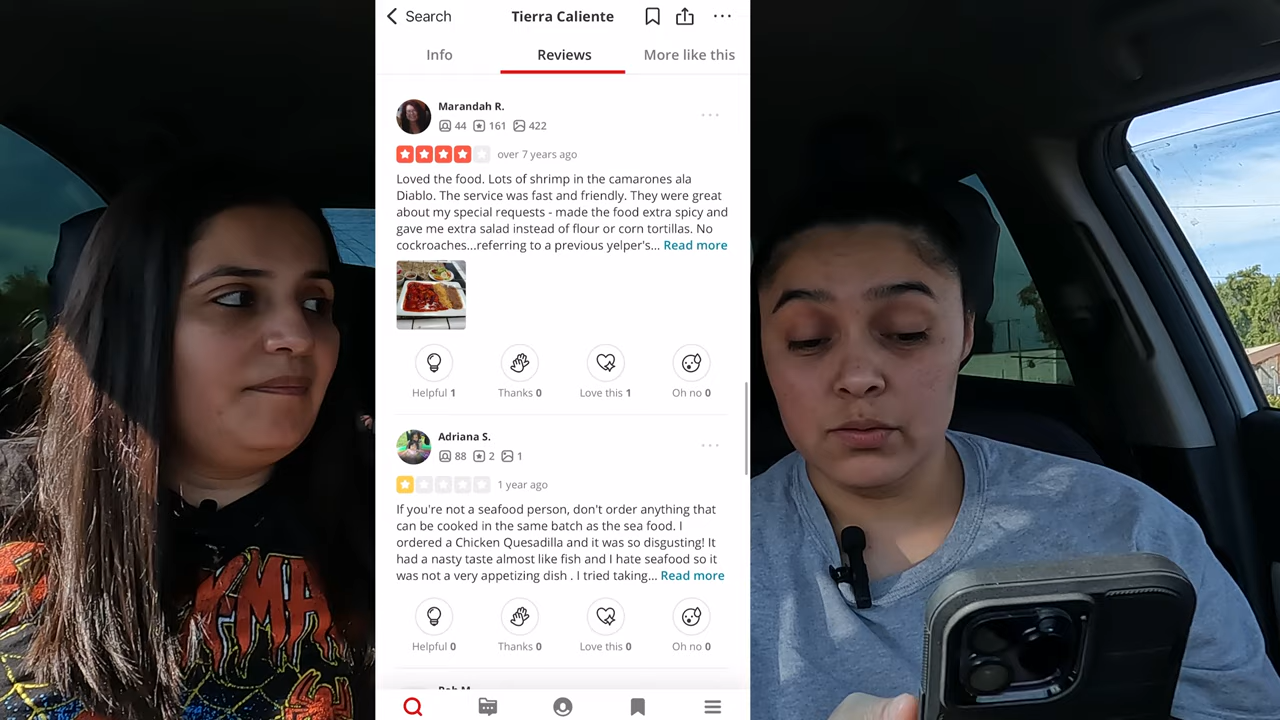 Search
Tierra Caliente
Info
Reviews
More like this
Marandah R.
44 161 422
over 7 years ago
Loved the food. Lots of shrimp in the camarones ala
Diablo. The service was fast and friendly. They were great
about my special requests - made the food extra spicy and
gave me extra salad instead of flour or corn tortillas. No
cockroaches...referring to a previous yelper's... Read more
Helpful 1
Thanks 0
Love this 1
Oh no 0
Adriana S.
88 2 1
1 year ago
If you're not a seafood person, don't order anything that
can be cooked in the same batch as the sea food. I
ordered a Chicken Quesadilla and it was so disgusting! It
had a nasty taste almost like fish and I hate seafood so it
was not a very appetizing dish . I tried taking... Read more
Helpful 0
Thanks 0
Love this 0
Oh no 0